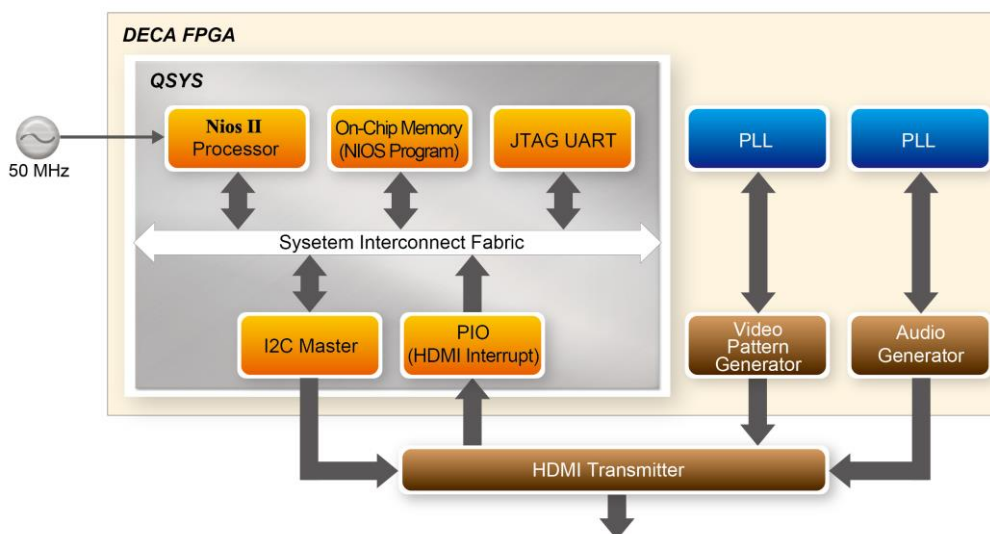 DECA FPGA
QSYS
Nios II
Processor
On-Chip Memory
(NIOS Program)
JTAG UART
PLL
PLL
50 MHz
Sysetem Interconnect Fabric
I2C Master
PIO
(HDMI Interrupt)
Video
Pattern
Generator
Audio
Generator
HDMI Transmitter